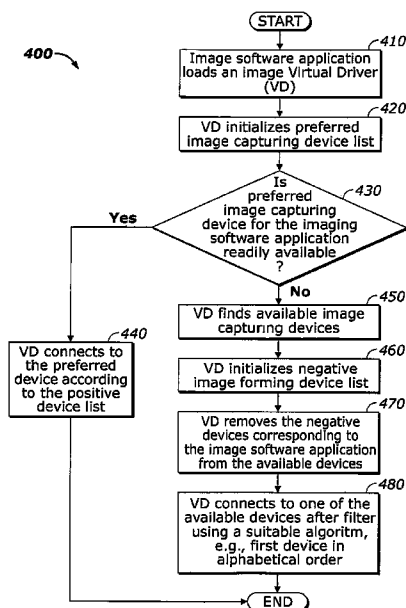 START
410
Image software application
loads an image Virtual Driver
(VD)
400
420
VD initializes preferred
image capturing device list
430
Is
preferred
image capturing
device for the imaging
software application
readily available
?
Yes
No
440
VD connects to
the preferred
device according
to the positive
device list
450
VD finds available image
capturing devices
460
VD initializes negative
image forming device list
470
VD removes the negative
devices corresponding to
the image software application
from the available devices
480
VD connects to one of the
available devices after filter
using a suitable algoritm,
e.g., first device in
alphabetical order
END